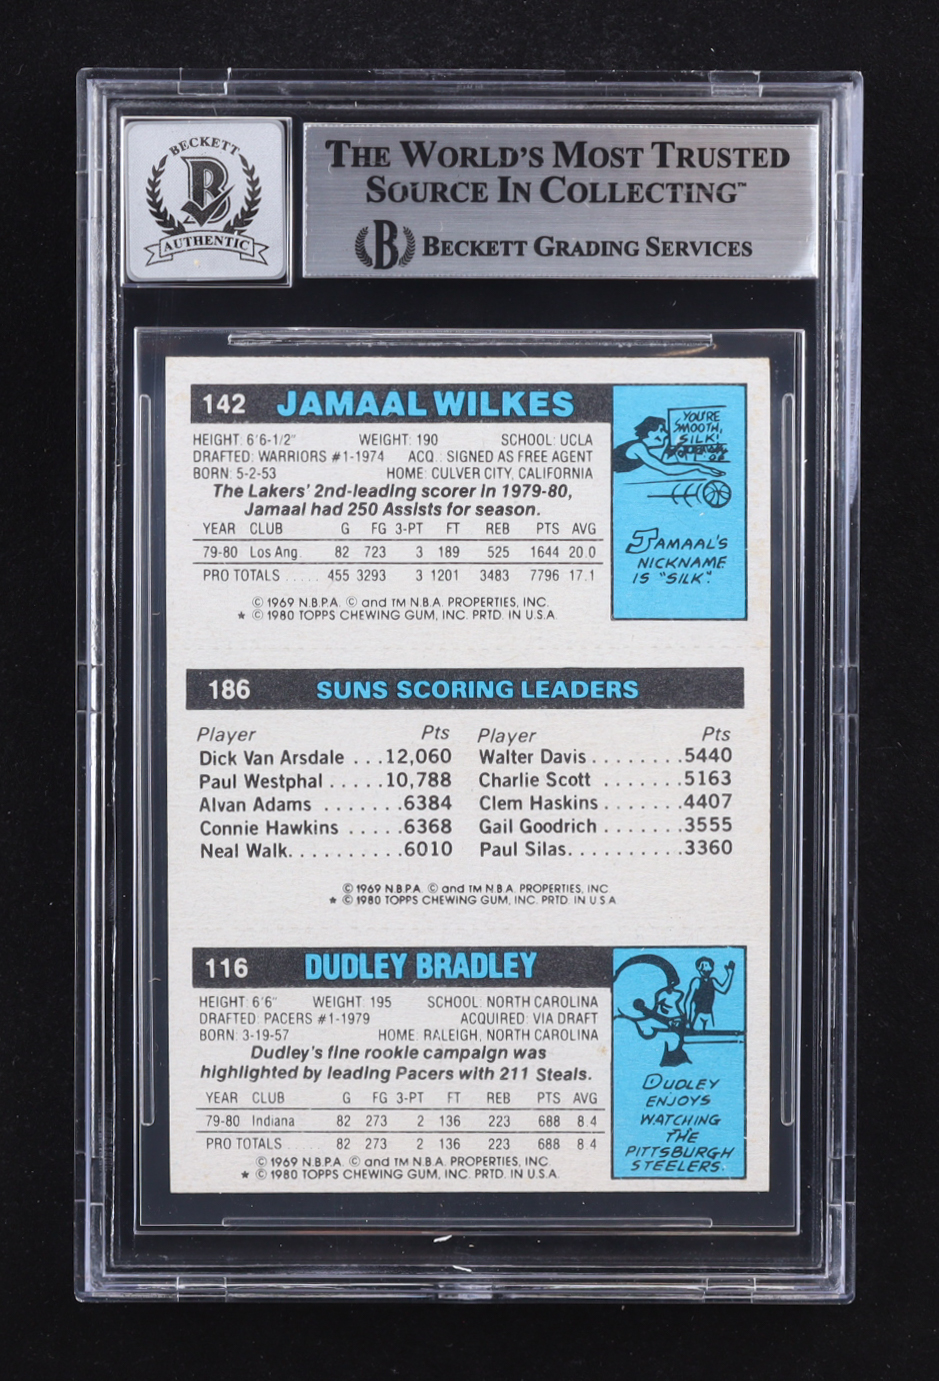 BECKETT
B
AUTHENTIC
THE WORLD'S MOST TRUSTED
SOURCE IN COLLECTING™
B BECKETT GRADING SERVICES
142 JAMAAL WILKES
HEIGHT: 6'6-1/2" WEIGHT: 190 SCHOOL: UCLA
DRAFTED: WARRIORS #1-1974 ACQ.: SIGNED AS FREE AGENT
BORN: 5-2-53 HOME: CULVER CITY, CALIFORNIA
The Lakers' 2nd-leading scorer in 1979-80,
Jamaal had 250 Assists for season.
YEAR CLUB G FG 3-PT FT REB PTS AVG
79-80 Los Ang. 82 723 3 189 525 1644 20.0
PRO TOTALS ..... 455 3293 3 1201 3483 7796 17.1
© 1969 N.B.P.A. © and TM N.B.A. PROPERTIES, INC.
★ © 1980 TOPPS CHEWING GUM, INC. PRTD. IN U.S.A.
YOU'RE
SMOOTH,
SILK!
JAMAAL'S
NICKNAME
IS "SILK".
186 SUNS SCORING LEADERS
Player Pts Player Pts
Dick Van Arsdale ...12,060 Walter Davis ........5440
Paul Westphal .....10,788 Charlie Scott .......5163
Alvan Adams .......6384 Clem Haskins .......4407
Connie Hawkins .....6368 Gail Goodrich .......3555
Neal Walk..........6010 Paul Silas..........3360
© 1969 N.B.P.A. © and TM N.B.A. PROPERTIES, INC
★ © 1980 TOPPS CHEWING GUM, INC. PRTD. IN U.S.A
116 DUDLEY BRADLEY
HEIGHT: 6'6" WEIGHT: 195 SCHOOL: NORTH CAROLINA
DRAFTED: PACERS #1-1979 ACQUIRED: VIA DRAFT
BORN: 3-19-57 HOME: RALEIGH, NORTH CAROLINA
Dudley's fine rookie campaign was
highlighted by leading Pacers with 211 Steals.
YEAR CLUB G FG 3-PT FT REB PTS AVG
79-80 Indiana 82 273 2 136 223 688 8.4
PRO TOTALS ..... 82 273 2 136 223 688 8.4
© 1969 N.B.P.A. © and TM N.B.A. PROPERTIES, INC.
★ © 1980 TOPPS CHEWING GUM, INC. PRTD. IN U.S.A.
DUDLEY
ENJOYS
WATCHING
THE
PITTSBURGH
STEELERS.